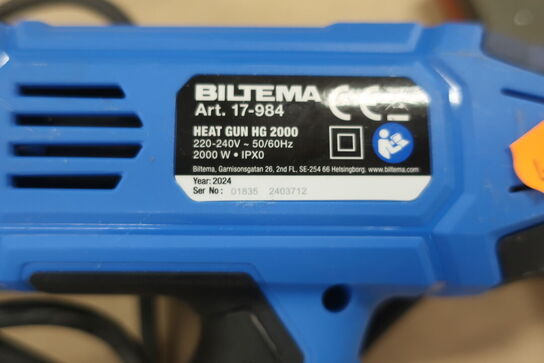 BILTEMA CE
Art. 17-984
HEAT GUN HG 2000
220-240V ~ 50/60Hz
2000 W • IPX0
Biltema, Garnisonsgatan 26, 2nd FL, SE-254 66 Helsingborg. www.biltema.com
Year: 2024
Ser No: 01835 2403712